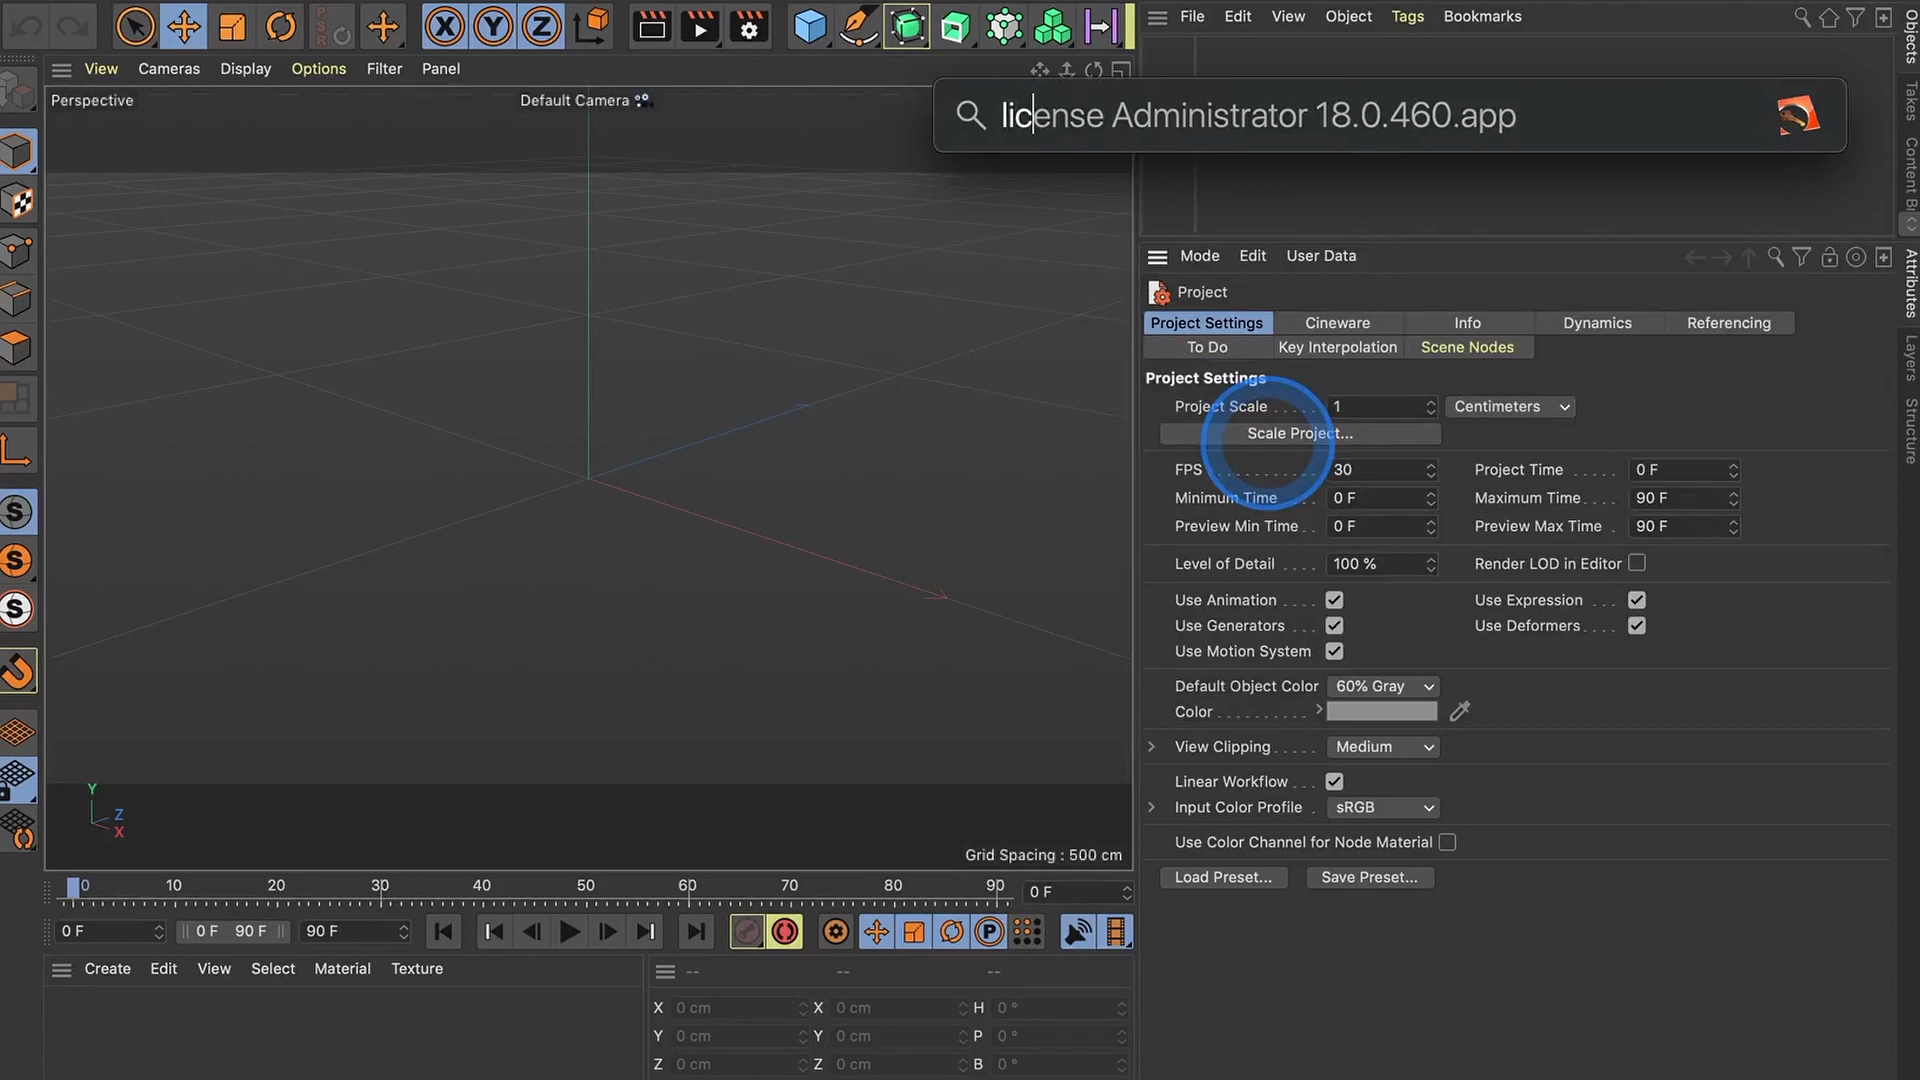 File Edit View Object Tags Bookmarks
View Cameras Display Options Filter Panel
Perspective
Default Camera
license Administrator 18.0.460.app
Mode Edit User Data
Project
Project Settings Cineware Info Dynamics Referencing
To Do Key Interpolation Scene Nodes
Project Settings
Project Scale . . . . . 1 Centimeters
Scale Project...
FPS . . . . . . . . . . . 30 Project Time . . . . . 0 F
Minimum Time . . . 0 F Maximum Time. . . . 90 F
Preview Min Time . . 0 F Preview Max Time . 90 F
Level of Detail . . . . 100 % Render LOD in Editor
Use Animation . . . . Use Expression . . .
Use Generators . . . Use Deformers. . . .
Use Motion System
Default Object Color 60% Gray
Color . . . . . . . . . .
View Clipping. . . . . Medium
Linear Workflow . . .
Input Color Profile . sRGB
Use Color Channel for Node Material
Load Preset... Save Preset...
Objects
Takes
Content Br
Attributes
Layers
Structure
X Y Z
P
S
R
S
S
S
Y
Z
X
Grid Spacing : 500 cm
0 10 20 30 40 50 60 70 80 90 0 F
0 F 0 F 90 F 90 F
P
Create Edit View Select Material Texture
-- -- --
X 0 cm X 0 cm H 0 °
Y 0 cm Y 0 cm P 0 °
Z 0 cm Z 0 cm B 0 °